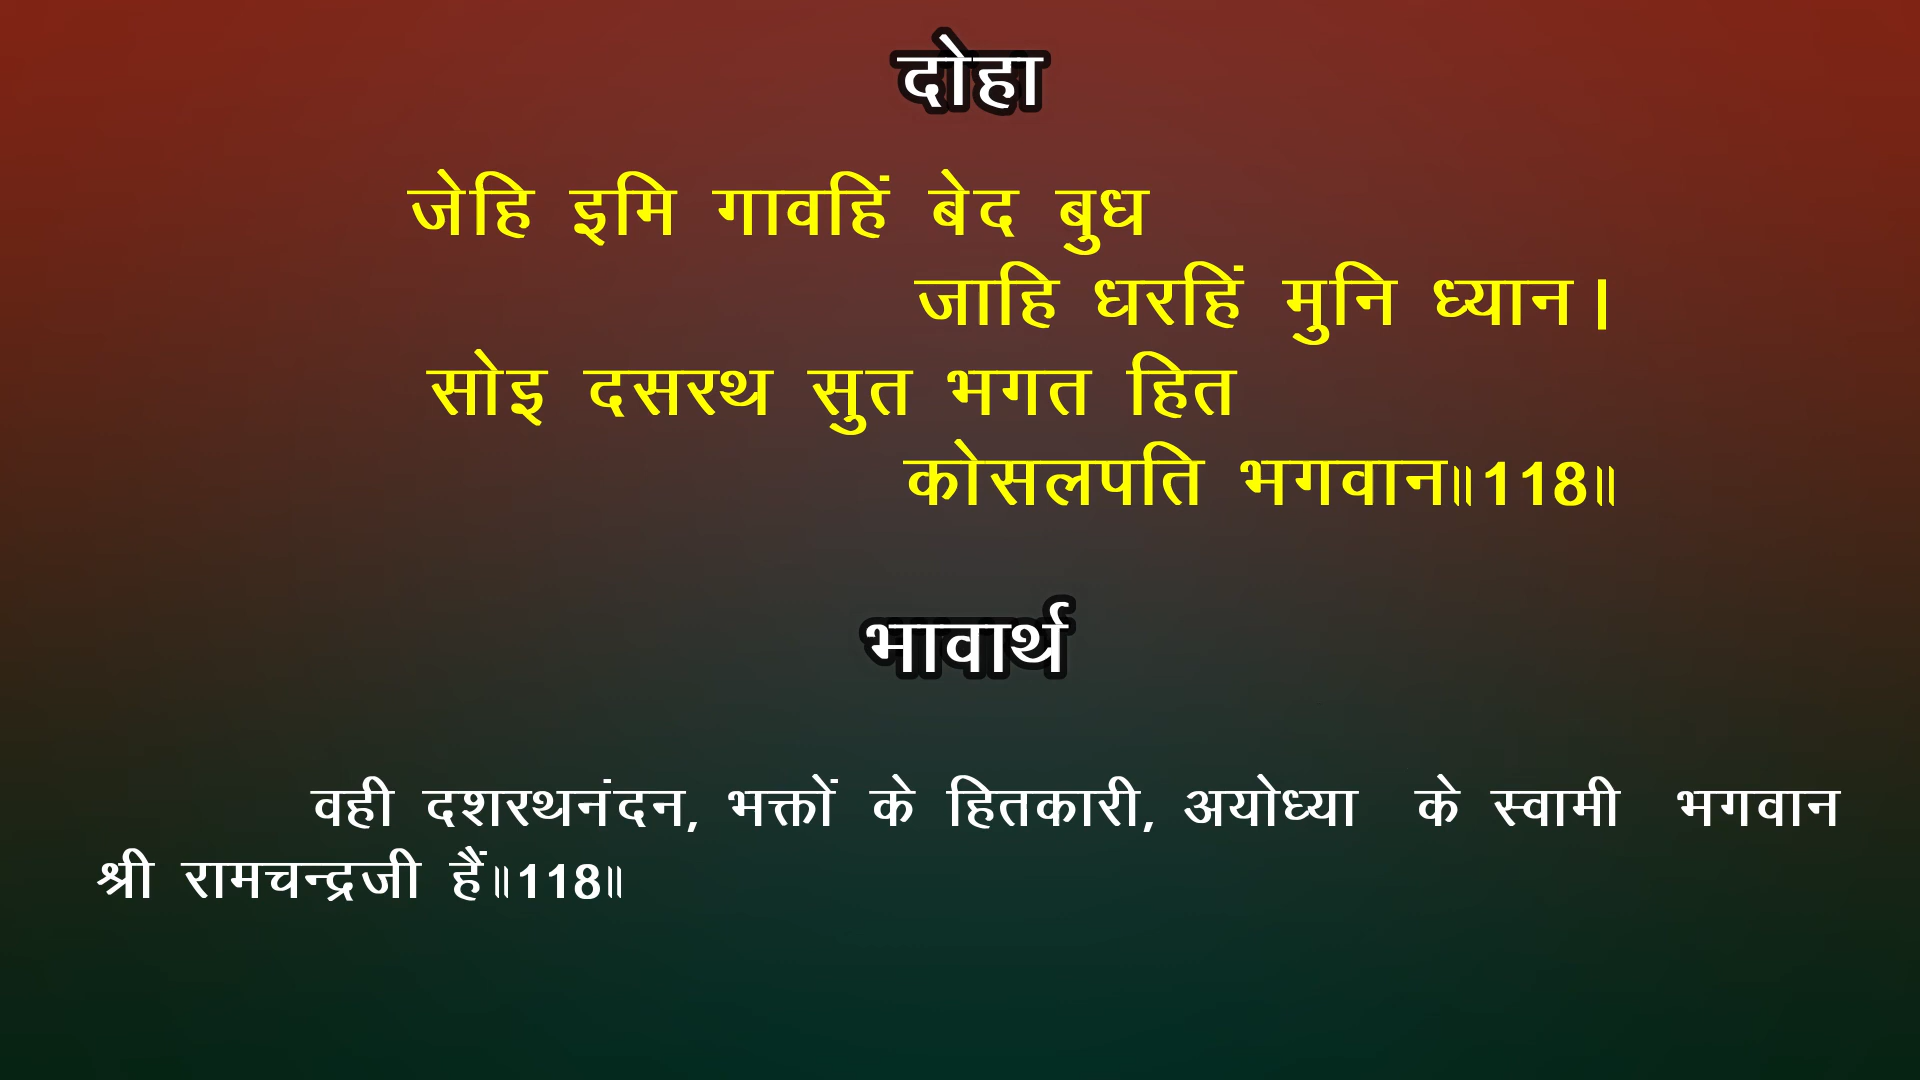 दोहा
जेहि इमि गावहिं बेद बुध
जाहि धरहिं मुनि ध्यान।
सोइ दसरथ सुत भगत हित
कोसलपति भगवान॥118॥
भावार्थ
वही दशरथनंदन, भक्तों के हितकारी, अयोध्या के स्वामी भगवान
श्री रामचन्द्रजी हैं॥118॥